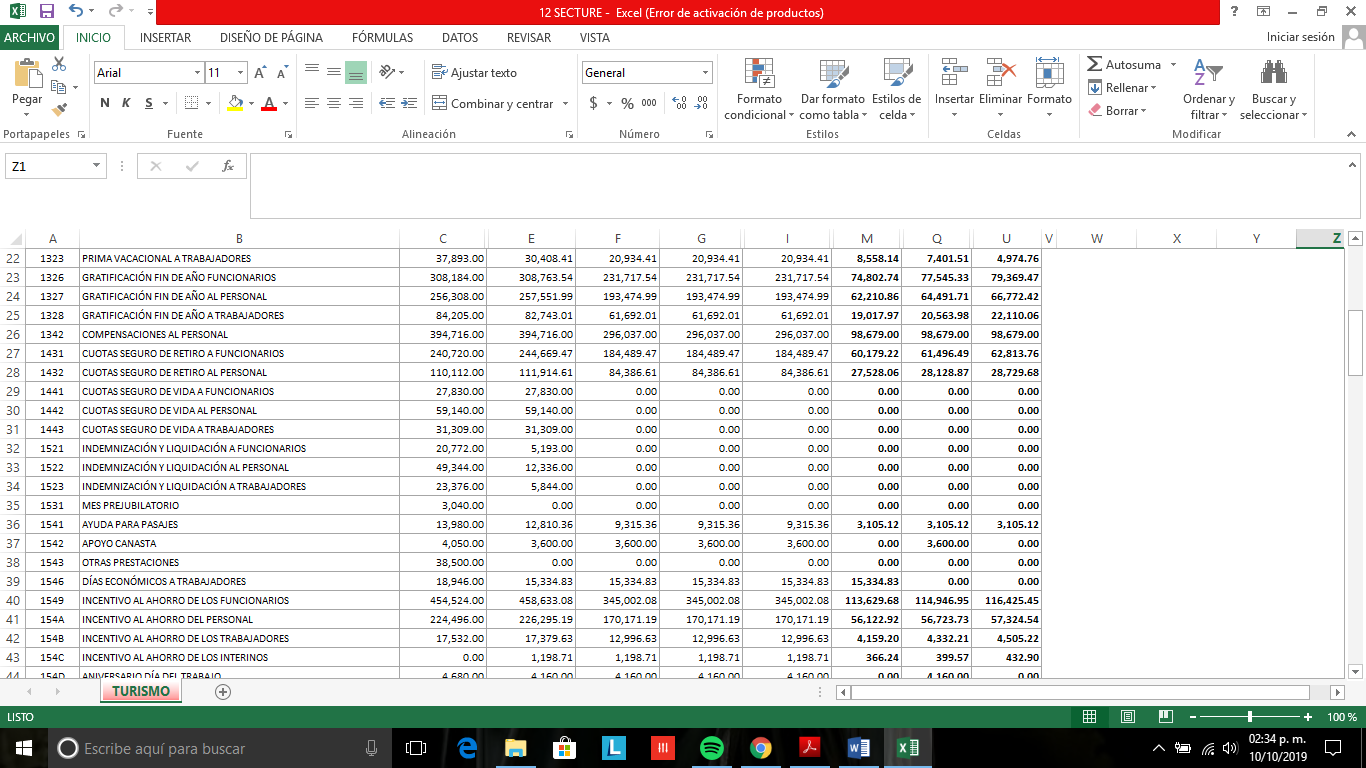 12 SECTURE - Excel (Error de activación de productos)
ARCHIVO INICIO INSERTAR DISEÑO DE PÁGINA FÓRMULAS DATOS REVISAR VISTA Iniciar sesión
Pegar Arial 11 Ajustar texto General Formato condicional Dar formato como tabla Estilos de celda Insertar Eliminar Formato Autosuma Rellenar Borrar Ordenar y filtrar Buscar y seleccionar
N K S Combinar y centrar $ % 000
Portapapeles Fuente Alineación Número Estilos Celdas Modificar
Z1 fx
A B C E F G I M Q U V W X Y Z
22 1323 PRIMA VACACIONAL A TRABAJADORES 37,893.00 30,408.41 20,934.41 20,934.41 20,934.41 8,558.14 7,401.51 4,974.76
23 1326 GRATIFICACIÓN FIN DE AÑO FUNCIONARIOS 308,184.00 308,763.54 231,717.54 231,717.54 231,717.54 74,802.74 77,545.33 79,369.47
24 1327 GRATIFICACIÓN FIN DE AÑO AL PERSONAL 256,308.00 257,551.99 193,474.99 193,474.99 193,474.99 62,210.86 64,491.71 66,772.42
25 1328 GRATIFICACIÓN FIN DE AÑO A TRABAJADORES 84,205.00 82,743.01 61,692.01 61,692.01 61,692.01 19,017.97 20,563.98 22,110.06
26 1342 COMPENSACIONES AL PERSONAL 394,716.00 394,716.00 296,037.00 296,037.00 296,037.00 98,679.00 98,679.00 98,679.00
27 1431 CUOTAS SEGURO DE RETIRO A FUNCIONARIOS 240,720.00 244,669.47 184,489.47 184,489.47 184,489.47 60,179.22 61,496.49 62,813.76
28 1432 CUOTAS SEGURO DE RETIRO AL PERSONAL 110,112.00 111,914.61 84,386.61 84,386.61 84,386.61 27,528.06 28,128.87 28,729.68
29 1441 CUOTAS SEGURO DE VIDA A FUNCIONARIOS 27,830.00 27,830.00 0.00 0.00 0.00 0.00 0.00 0.00
30 1442 CUOTAS SEGURO DE VIDA AL PERSONAL 59,140.00 59,140.00 0.00 0.00 0.00 0.00 0.00 0.00
31 1443 CUOTAS SEGURO DE VIDA A TRABAJADORES 31,309.00 31,309.00 0.00 0.00 0.00 0.00 0.00 0.00
32 1521 INDEMNIZACIÓN Y LIQUIDACIÓN A FUNCIONARIOS 20,772.00 5,193.00 0.00 0.00 0.00 0.00 0.00 0.00
33 1522 INDEMNIZACIÓN Y LIQUIDACIÓN AL PERSONAL 49,344.00 12,336.00 0.00 0.00 0.00 0.00 0.00 0.00
34 1523 INDEMNIZACIÓN Y LIQUIDACIÓN A TRABAJADORES 23,376.00 5,844.00 0.00 0.00 0.00 0.00 0.00 0.00
35 1531 MES PREJUBILATORIO 3,040.00 0.00 0.00 0.00 0.00 0.00 0.00 0.00
36 1541 AYUDA PARA PASAJES 13,980.00 12,810.36 9,315.36 9,315.36 9,315.36 3,105.12 3,105.12 3,105.12
37 1542 APOYO CANASTA 4,050.00 3,600.00 3,600.00 3,600.00 3,600.00 0.00 3,600.00 0.00
38 1543 OTRAS PRESTACIONES 38,500.00 0.00 0.00 0.00 0.00 0.00 0.00 0.00
39 1546 DÍAS ECONÓMICOS A TRABAJADORES 18,946.00 15,334.83 15,334.83 15,334.83 15,334.83 15,334.83 0.00 0.00
40 1549 INCENTIVO AL AHORRO DE LOS FUNCIONARIOS 454,524.00 458,633.08 345,002.08 345,002.08 345,002.08 113,629.68 114,946.95 116,425.45
41 154A INCENTIVO AL AHORRO DEL PERSONAL 224,496.00 226,295.19 170,171.19 170,171.19 170,171.19 56,122.92 56,723.73 57,324.54
42 154B INCENTIVO AL AHORRO DE LOS TRABAJADORES 17,532.00 17,379.63 12,996.63 12,996.63 12,996.63 4,159.20 4,332.21 4,505.22
43 154C INCENTIVO AL AHORRO DE LOS INTERINOS 0.00 1,198.71 1,198.71 1,198.71 1,198.71 366.24 399.57 432.90
44 154D ANIVERSARIO DÍA DEL TRABAJO 4,680.00 4,160.00 4,160.00 4,160.00 4,160.00 0.00 4,160.00 0.00
TURISMO
LISTO 100 %
Escribe aquí para buscar 02:34 p. m.
10/10/2019